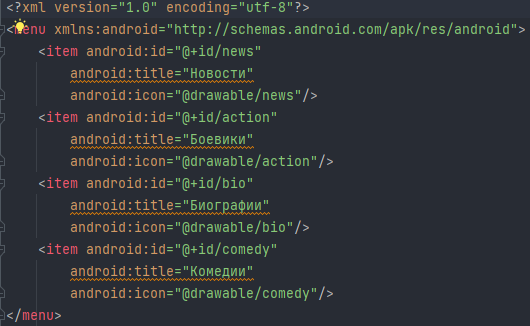 <?xml version="1.0" encoding="utf-8"?>
<menu xmlns:android="http://schemas.android.com/apk/res/android">
    <item android:id="@+id/news"
        android:title="Новости"
        android:icon="@drawable/news"/>
    <item android:id="@+id/action"
        android:title="Боевики"
        android:icon="@drawable/action"/>
    <item android:id="@+id/bio"
        android:title="Биографии"
        android:icon="@drawable/bio"/>
    <item android:id="@+id/comedy"
        android:title="Комедии"
        android:icon="@drawable/comedy"/>
</menu>